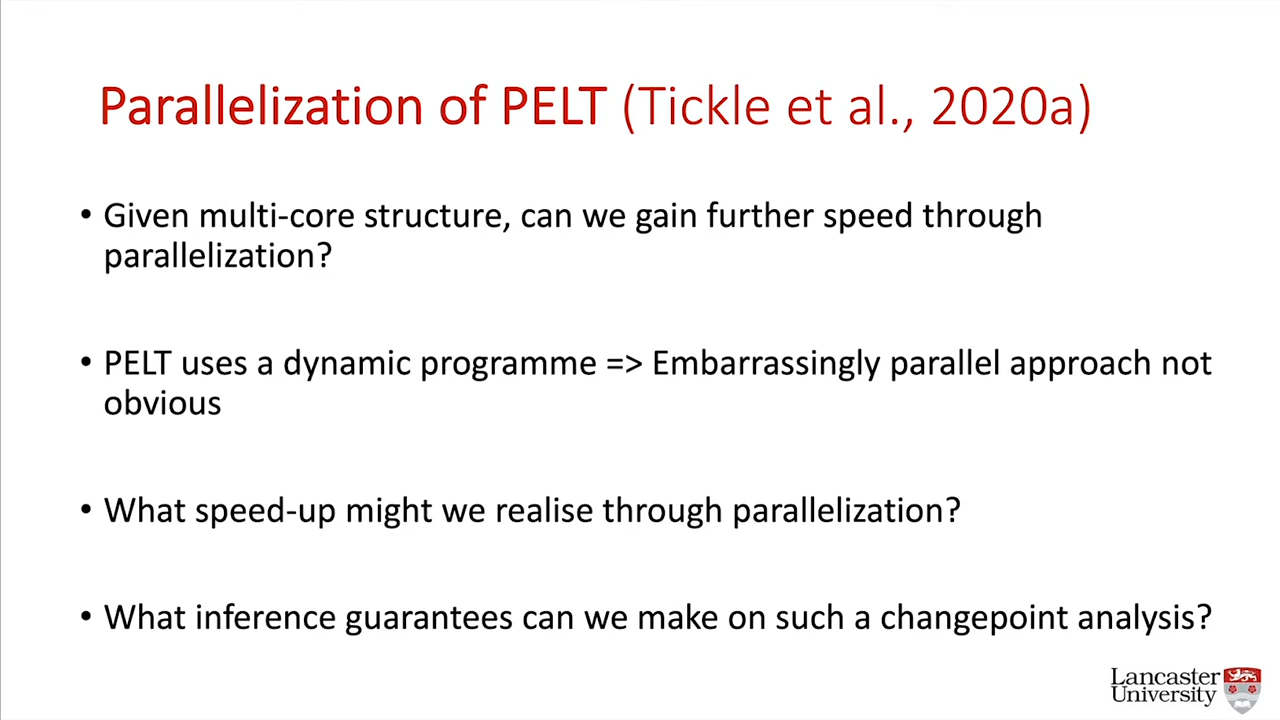 Parallelization of PELT (Tickle et al., 2020a)
• Given multi-core structure, can we gain further speed through
parallelization?
• PELT uses a dynamic programme => Embarrassingly parallel approach not
obvious
• What speed-up might we realise through parallelization?
• What inference guarantees can we make on such a changepoint analysis?
Lancaster
University